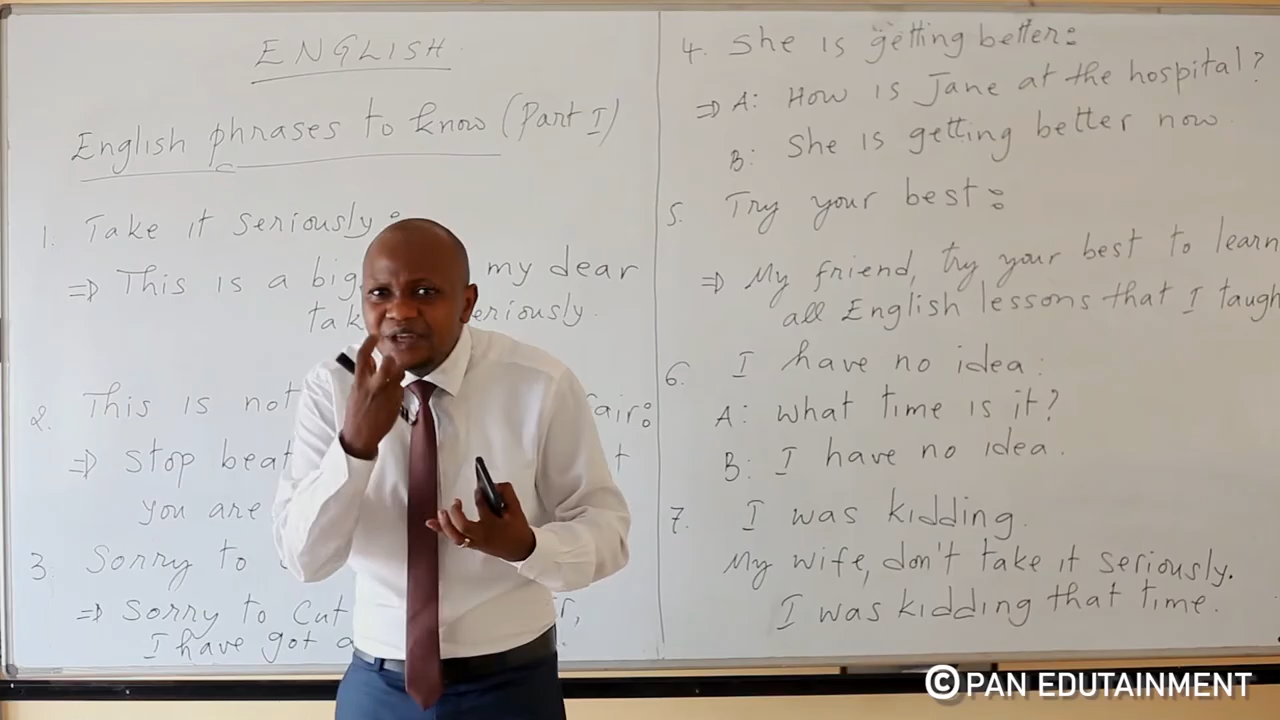 ENGLISH
English phrases to know (Part I)
1. Take it seriously:
⇒ This is a big my dear
seriously.
2. This is not fair:
⇒ Stop
you are
3. Sorry to
⇒ Sorry to cut
I have got a
4. She is getting better:
⇒ A: How is Jane at the hospital?
B: She is getting better now.
5. Try your best:
⇒ My friend, try your best to learn
all English lessons that I taugh
6. I have no idea:
A: What time is it?
B: I have no idea.
7. I was kidding.
My wife, don't take it seriously.
I was kidding that time.
© PAN EDUTAINMENT